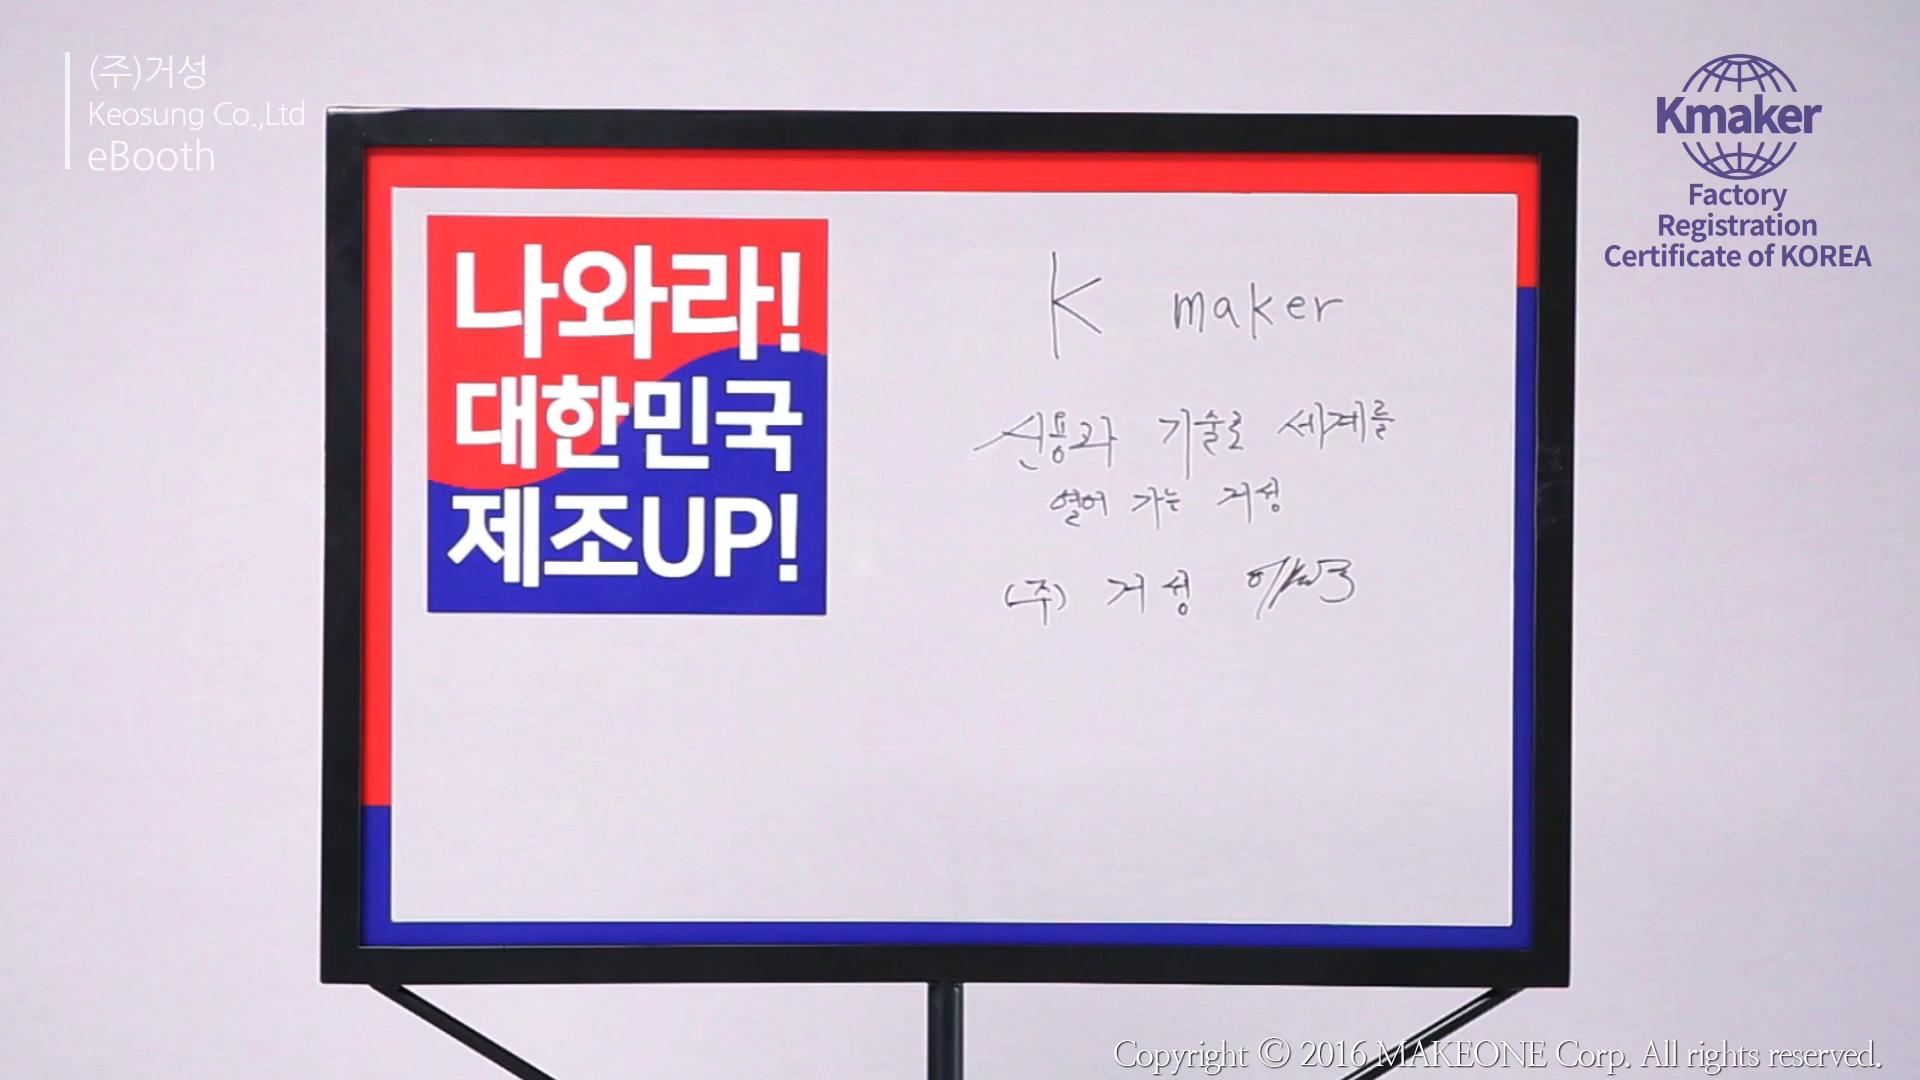 (주)거성
Keosung Co.,Ltd
eBooth
Kmaker
Factory
Registration
Certificate of KOREA
나와라!
대한민국
제조UP!
K maker
신용과 기술로 세계를
열어 가는 거성
(주) 거성
Copyright © 2016 MAKEONE Corp. All rights reserved.